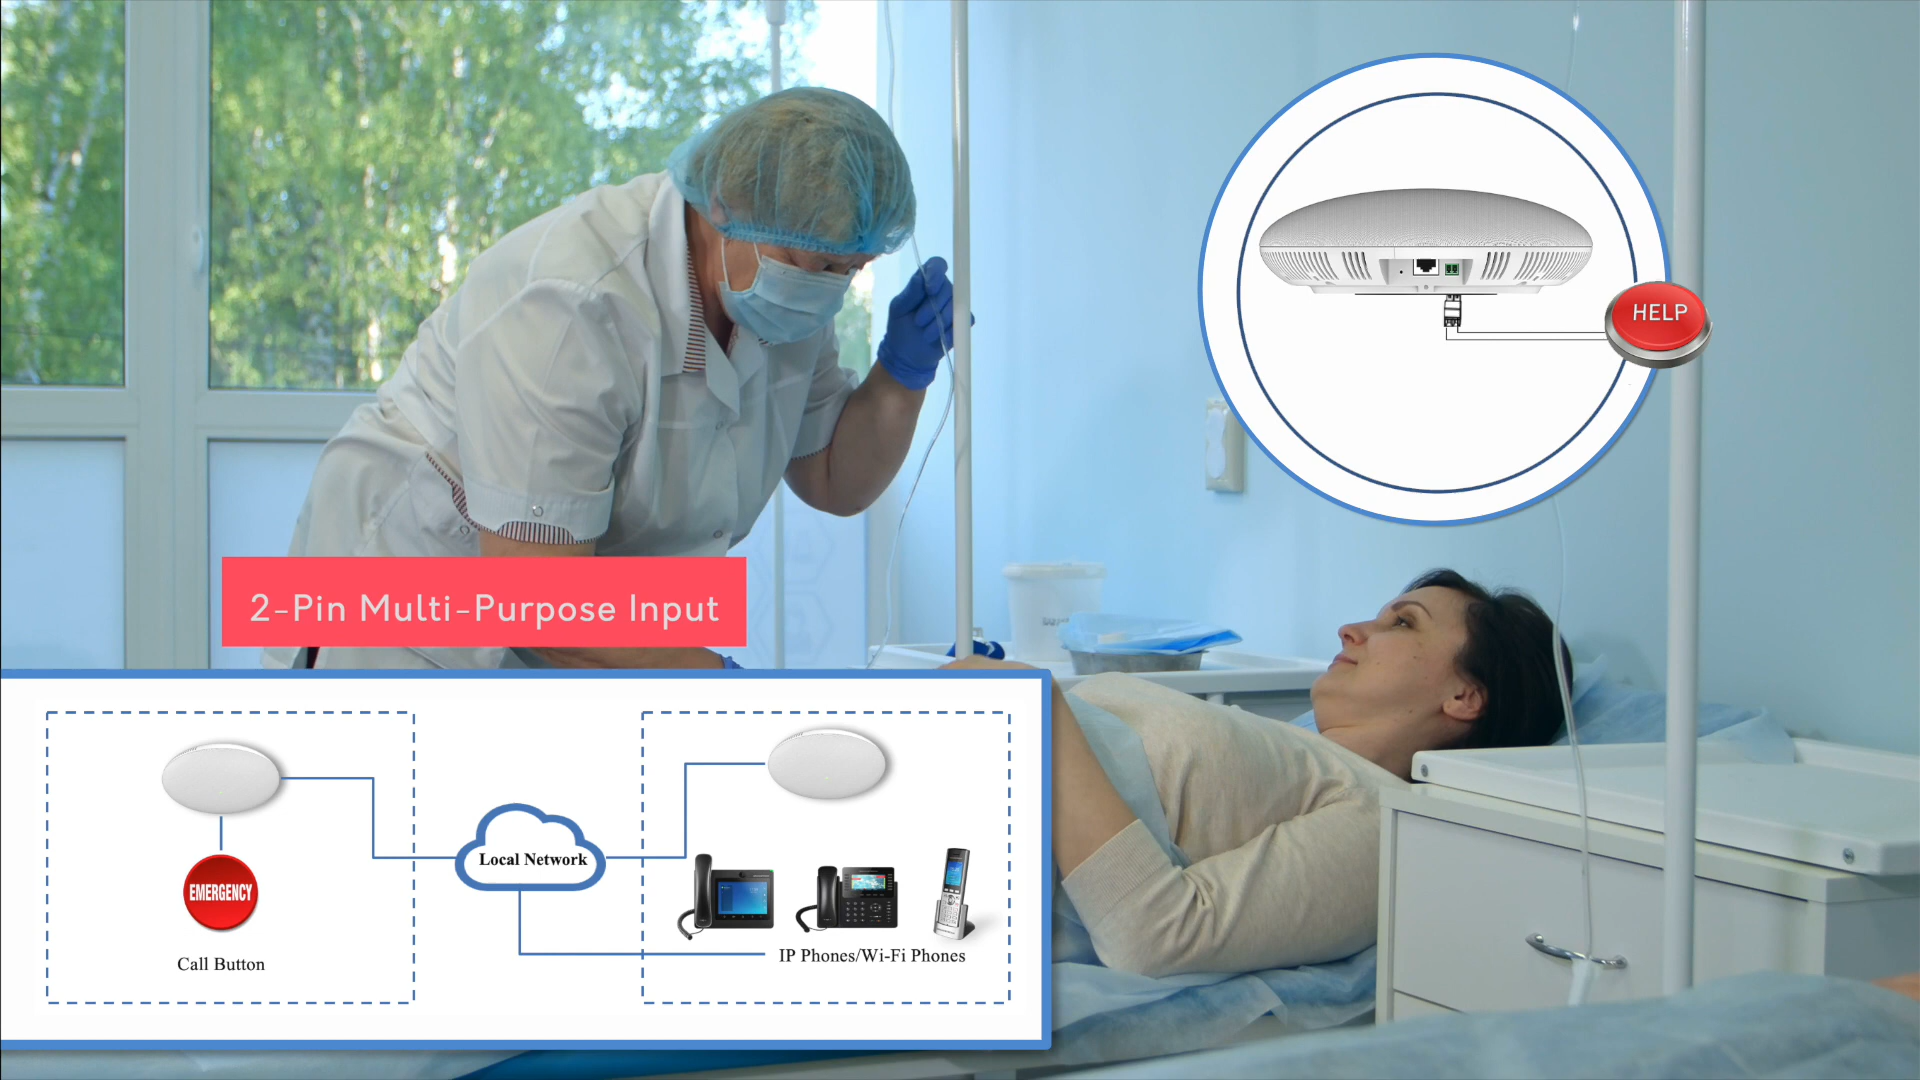 HELP
2-Pin Multi-Purpose Input
Local Network
EMERGENCY
Call Button
IP Phones/Wi-Fi Phones